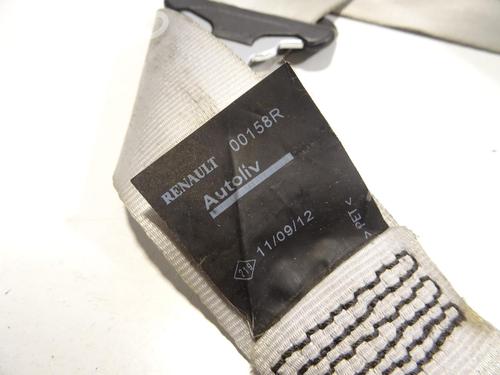 RENAULT 00158R
Autoliv
11/09/12
> PET <